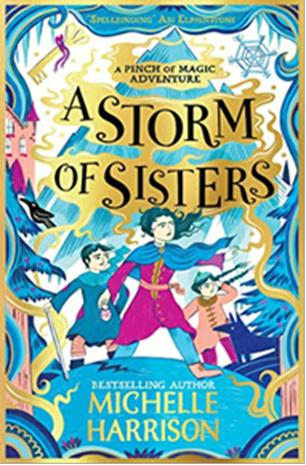 'SPELLBINDING' ABI ELPHINSTONE
A PINCH OF MAGIC
ADVENTURE
A STORM
OF SISTERS
BESTSELLING AUTHOR
MICHELLE
HARRISON